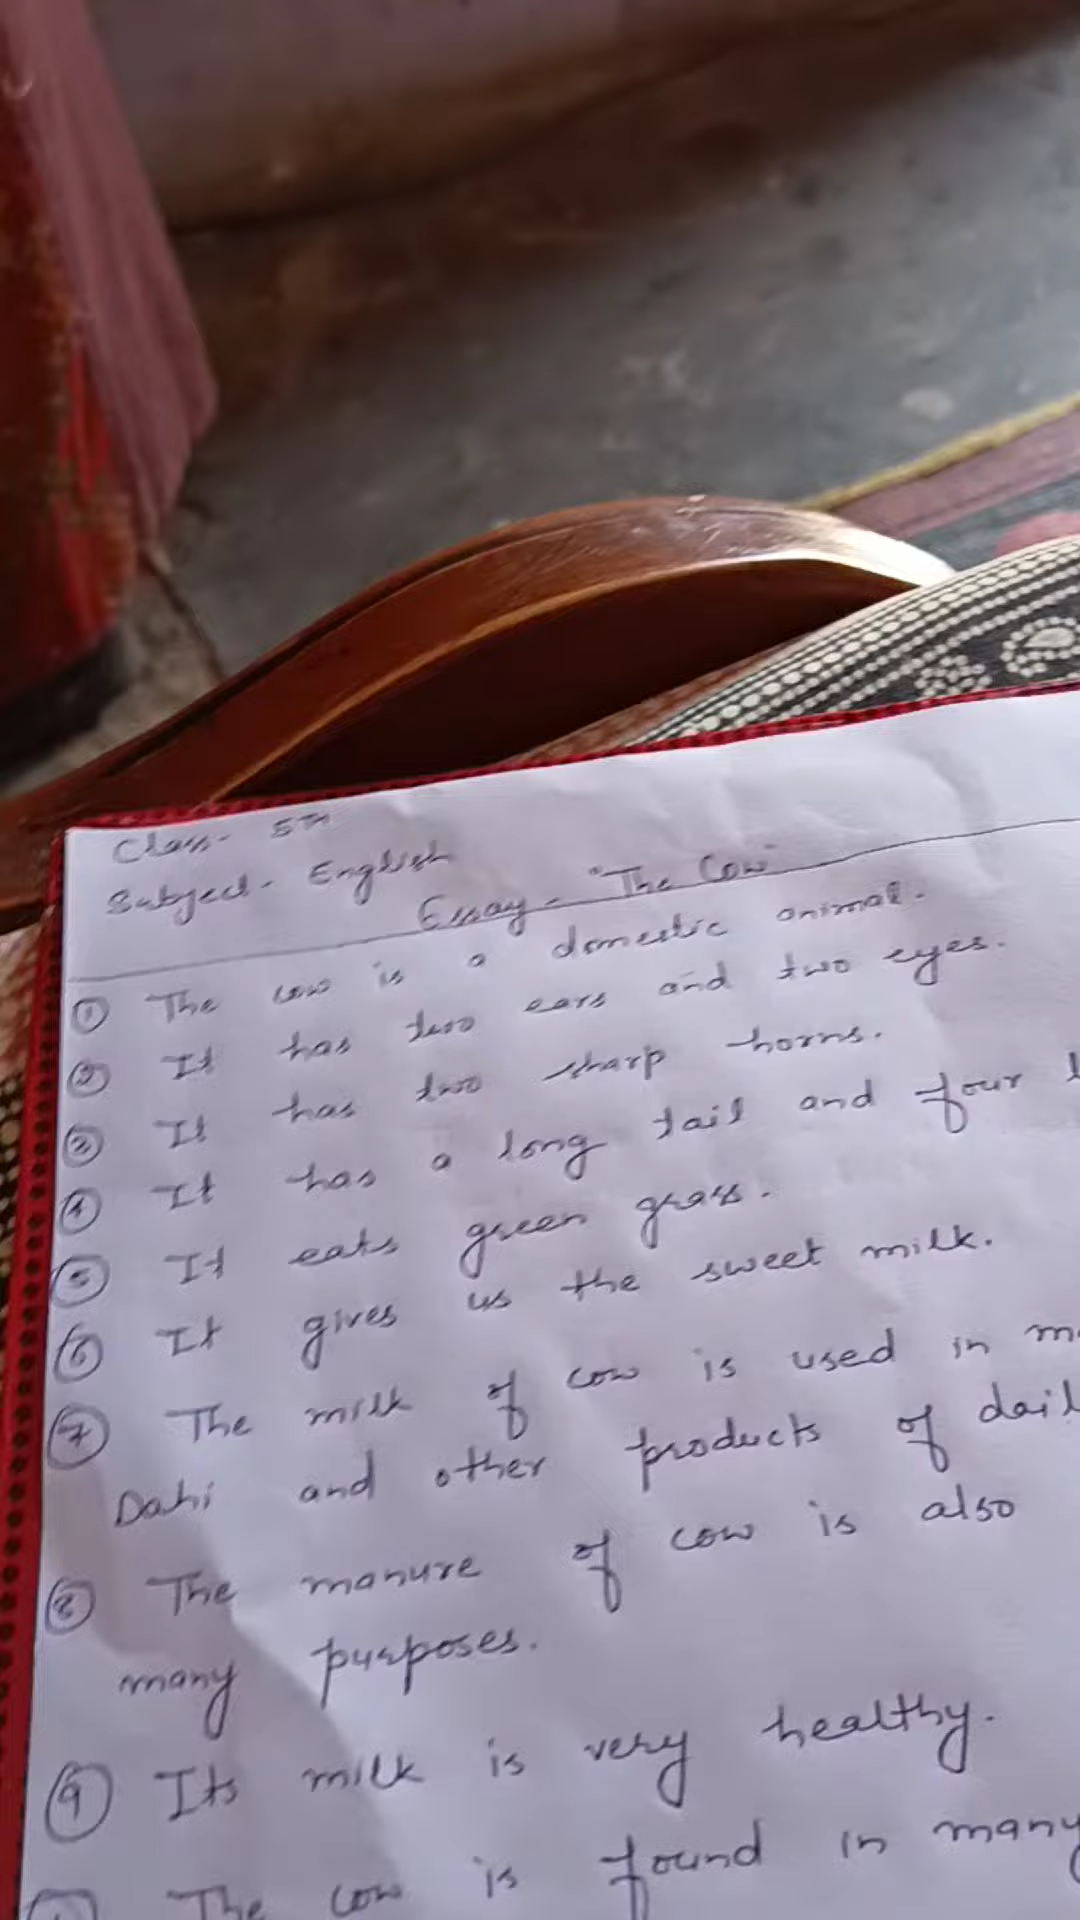 Class- 5TH
Subject- English
Essay- "The Cow"
① The cow is a domestic animal.
② It has two ears and two eyes.
③ It has two sharp horns.
④ It has a long tail and four
⑤ It eats green grass.
⑥ It gives us the sweet milk.
⑦ The milk of cow is used in
Dahi and other products of
⑧ The manure of cow is also
many purposes.
⑨ Its milk is very healthy.
The cow is found in many